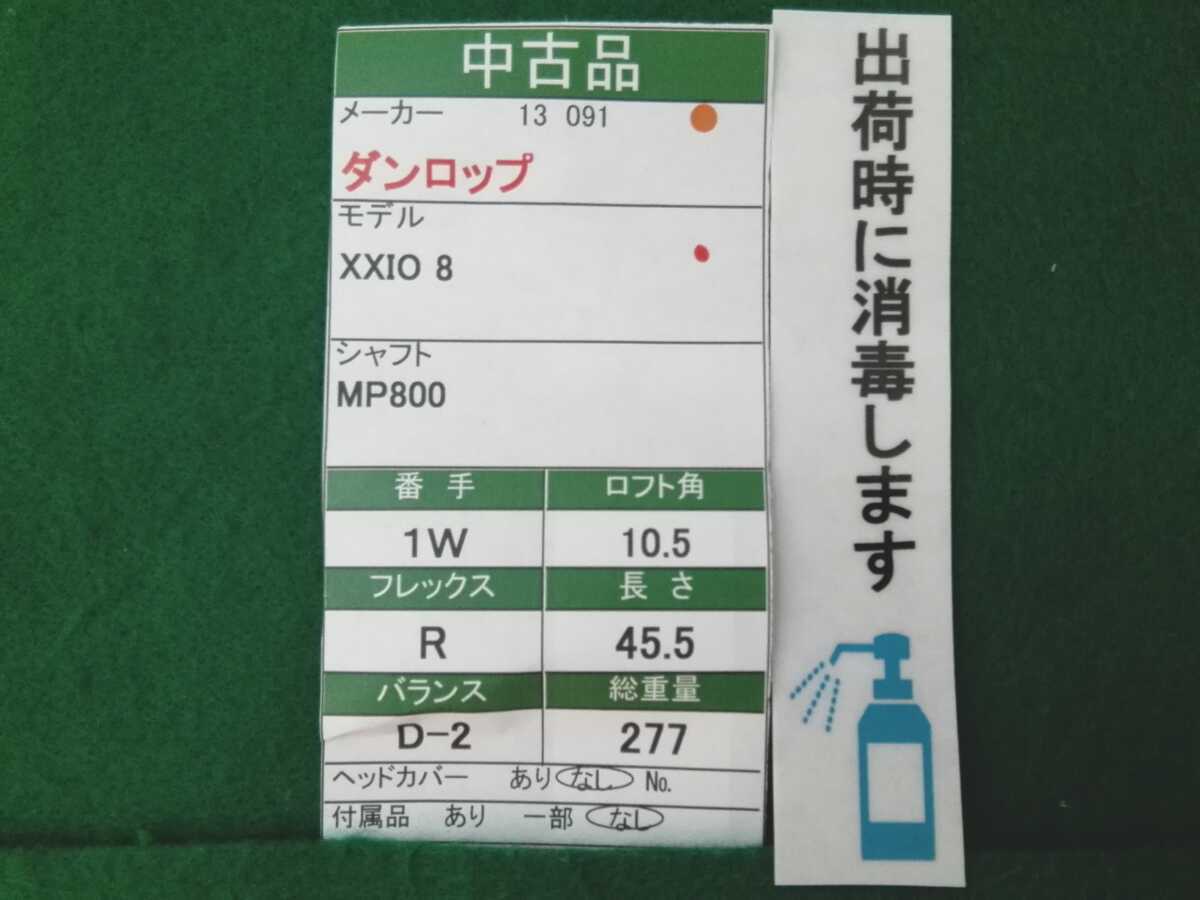 中古品
メーカー 13 091
ダンロップ
モデル
XXIO 8
シャフト
MP800
番 手 ロフト角
1W 10.5
フレックス 長 さ
R 45.5
バランス 総重量
D-2 277
ヘッドカバー あり なし No.
付属品 あり 一部 なし
出荷時に消毒します